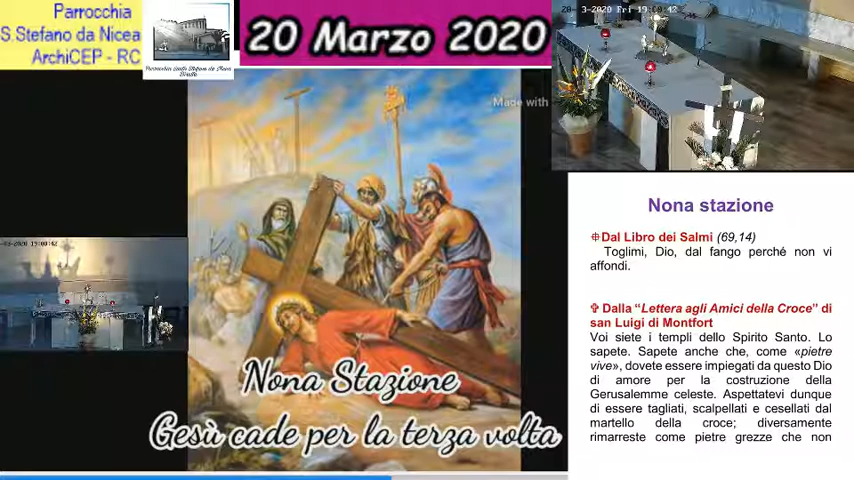 Parrocchia
S.Stefano da Nicea
ArchiCEP - RC
20 Marzo 2020
Made with
Nona Stazione
Gesù cade per la terza volta
Nona stazione
Dal Libro dei Salmi (69,14)
Toglimi, Dio, dal fango perché non vi
affondi.
Dalla “Lettera agli Amici della Croce” di
san Luigi di Montfort
Voi siete i templi dello Spirito Santo. Lo
sapete. Sapete anche che, come «pietre
vive», dovete essere impiegati da questo Dio
di amore per la costruzione della
Gerusalemme celeste. Aspettatevi dunque
di essere tagliati, scalpellati e cesellati dal
martello della croce; diversamente
rimarreste come pietre grezze che non